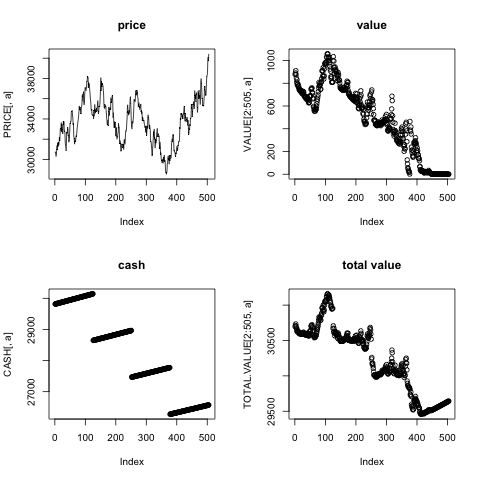 price
PRICE[, a]
30000 34000 38000
0 100 200 300 400 500
Index
value
VALUE[2:505, a]
0 200 600 1000
0 100 200 300 400 500
Index
cash
CASH[, a]
27000 29000
0 100 200 300 400 500
Index
total value
TOTAL.VALUE[2:505, a]
29500 30500
0 100 200 300 400 500
Index